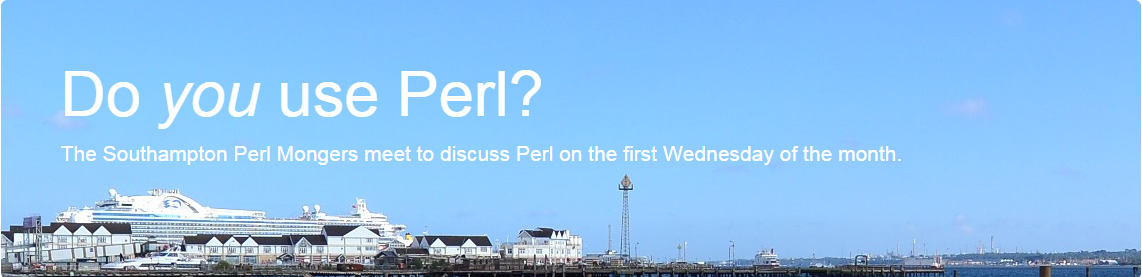 Do you use Perl?
The Southampton Perl Mongers meet to discuss Perl on the first Wednesday of the month.